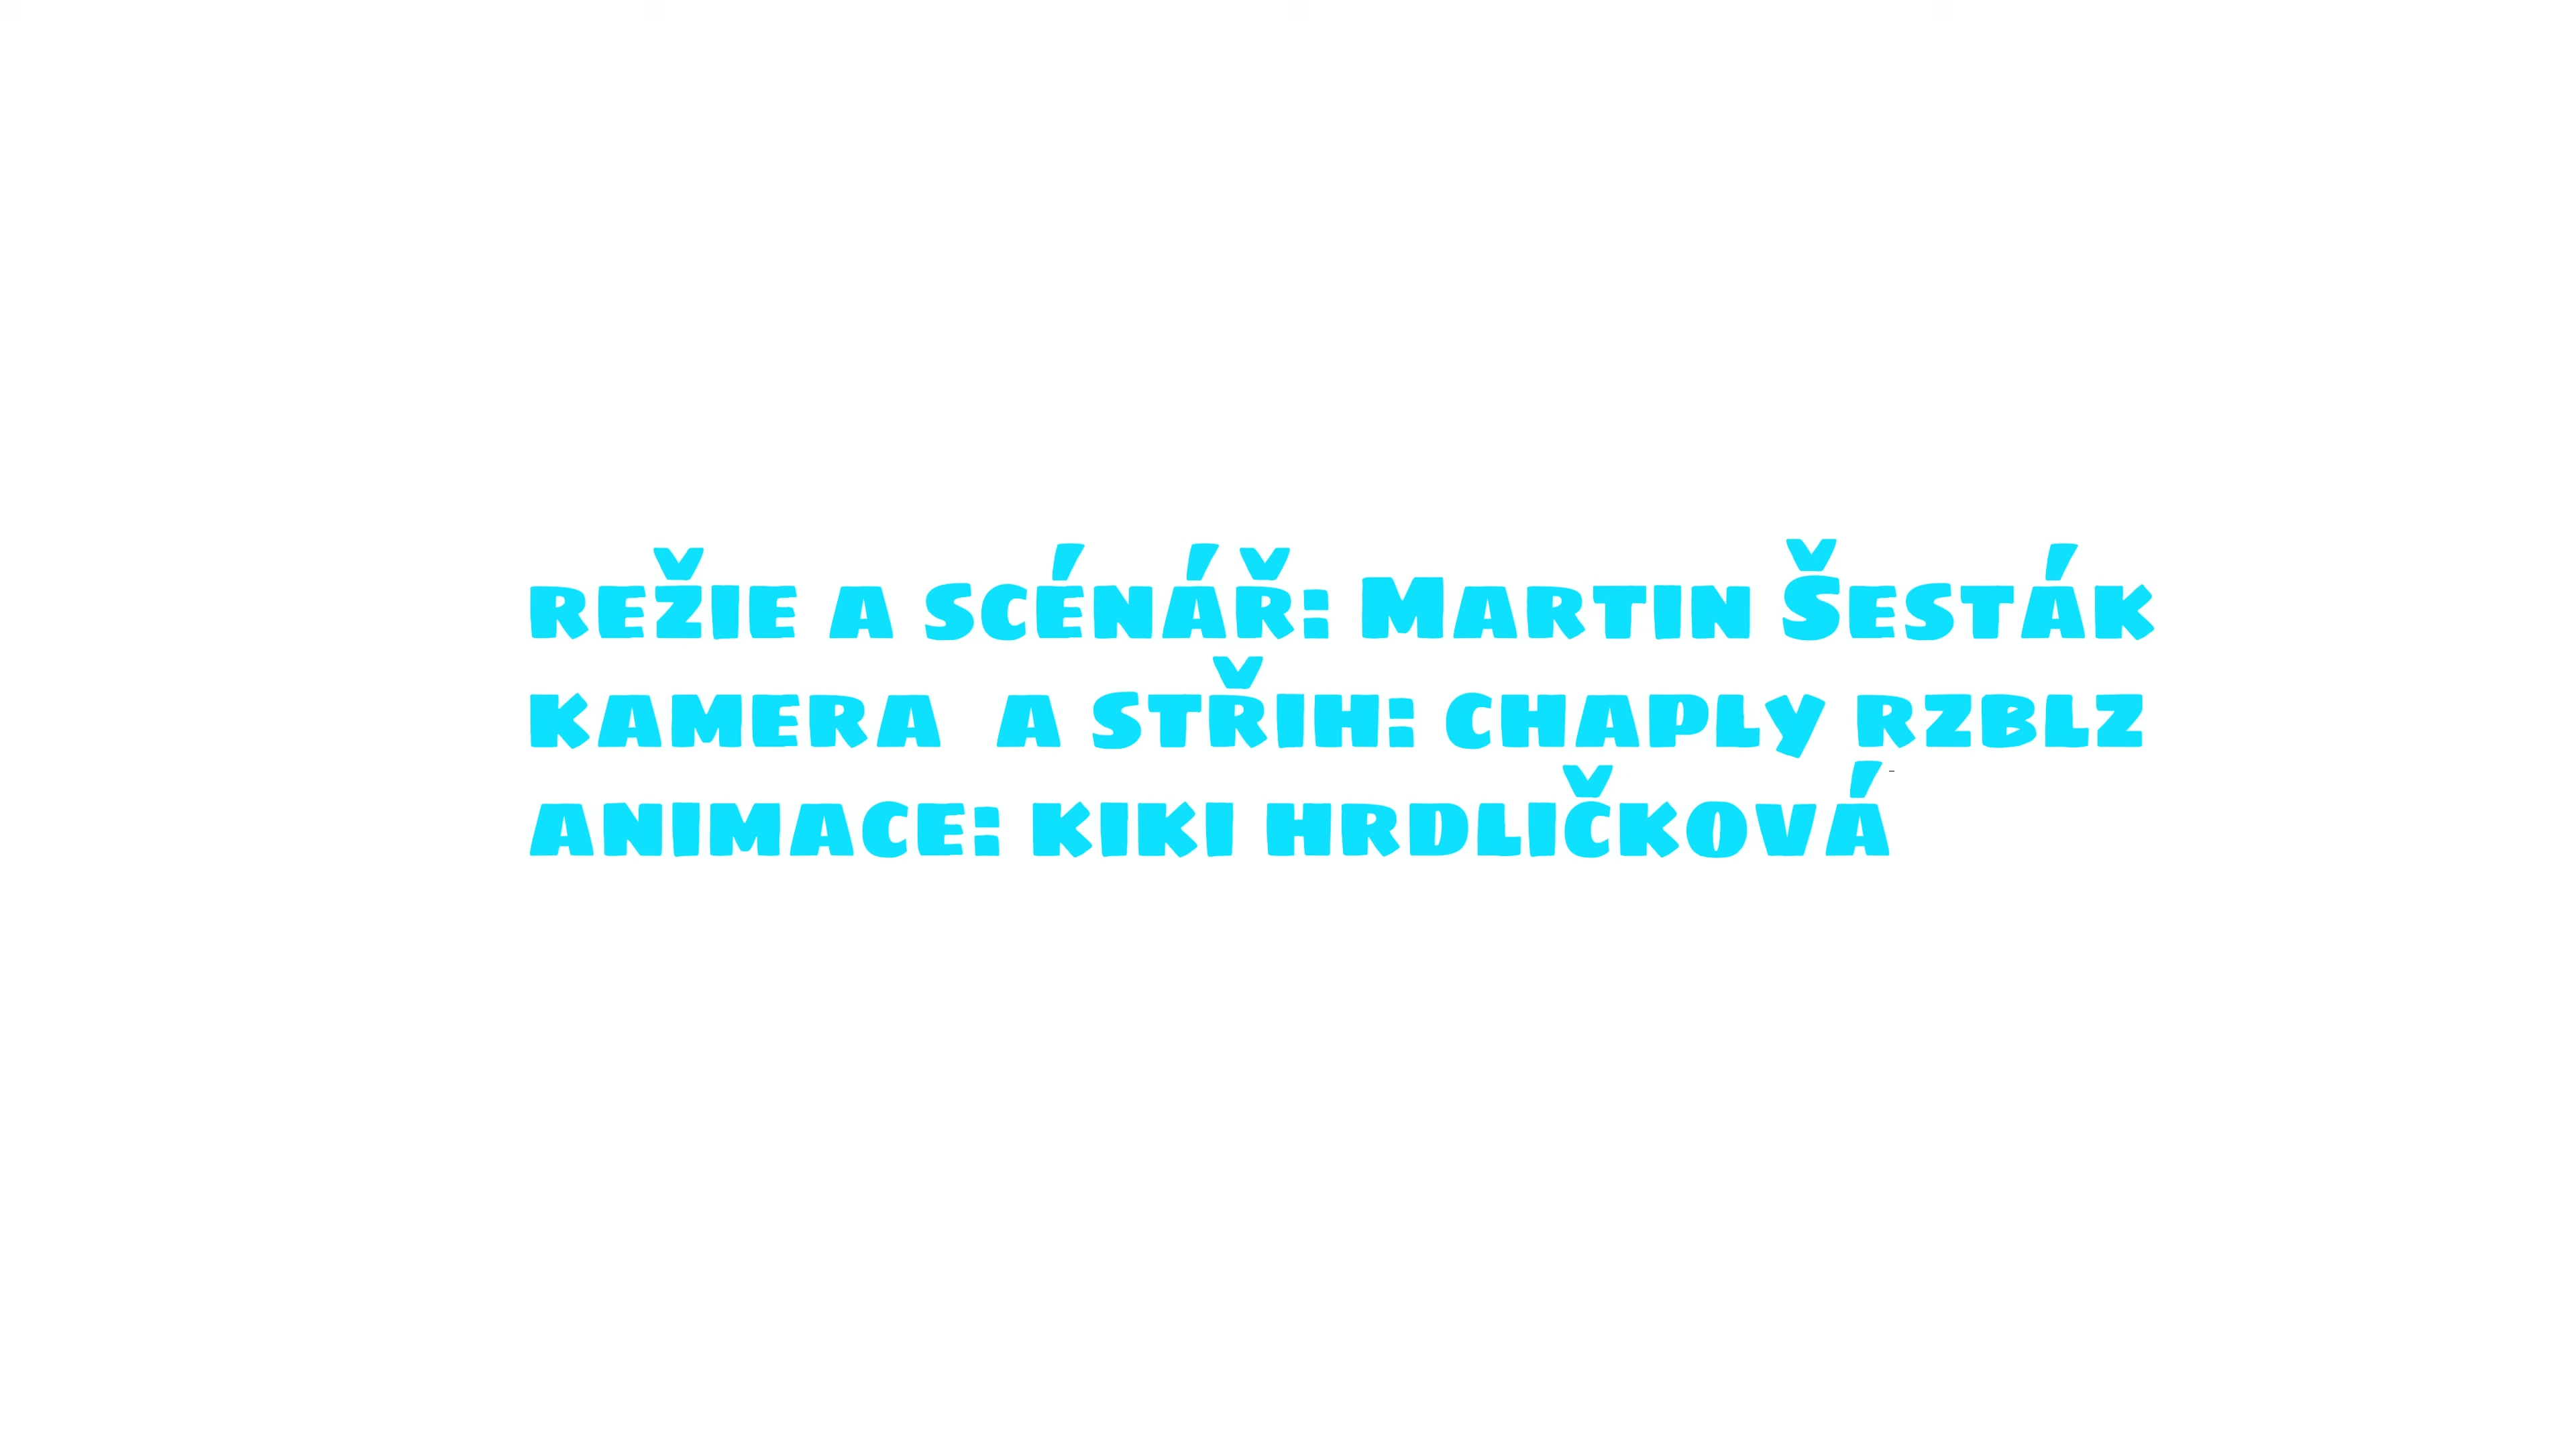 režie a scénář: Martin Šesták
kamera  a střih: chaply rzblz
animace: kiki hrdličková